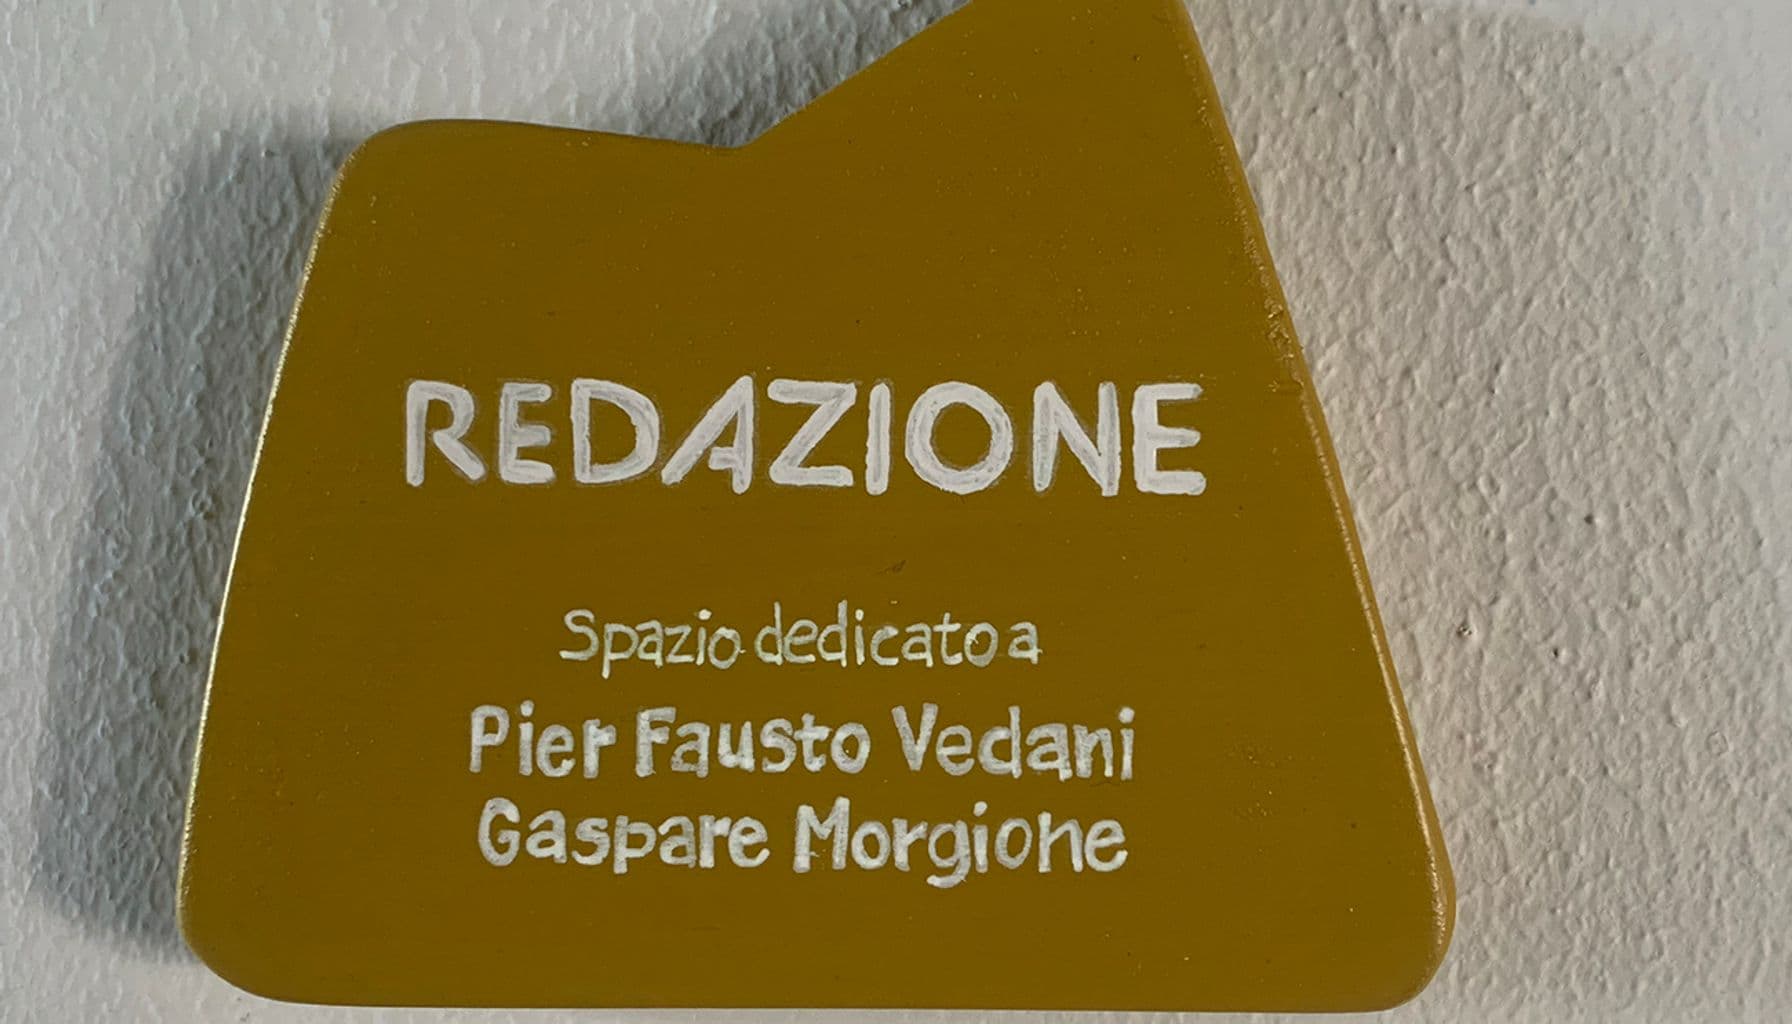 REDAZIONE
Spazio dedicato a
Pier Fausto Vedani
Gaspare Morgione